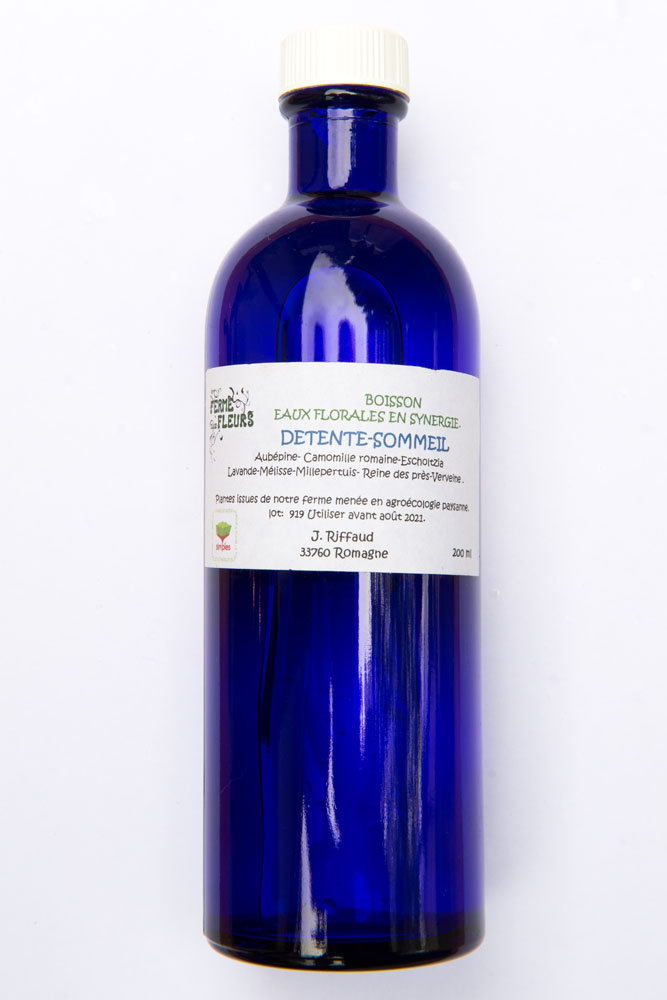 FERME
FLEURS
BOISSON
EAUX FLORALES EN SYNERGIE.
DETENTE-SOMMEIL
Aubépine- Camomille romaine-Escholtzia
Lavande-Mélisse-Millepertuis- Reine des près-Verveine .
Plantes issues de notre ferme menée en agroécologie paysanne.
lot: 919 Utiliser avant août 2021.
simples
J. Riffaud
33760 Romagne
200 ml